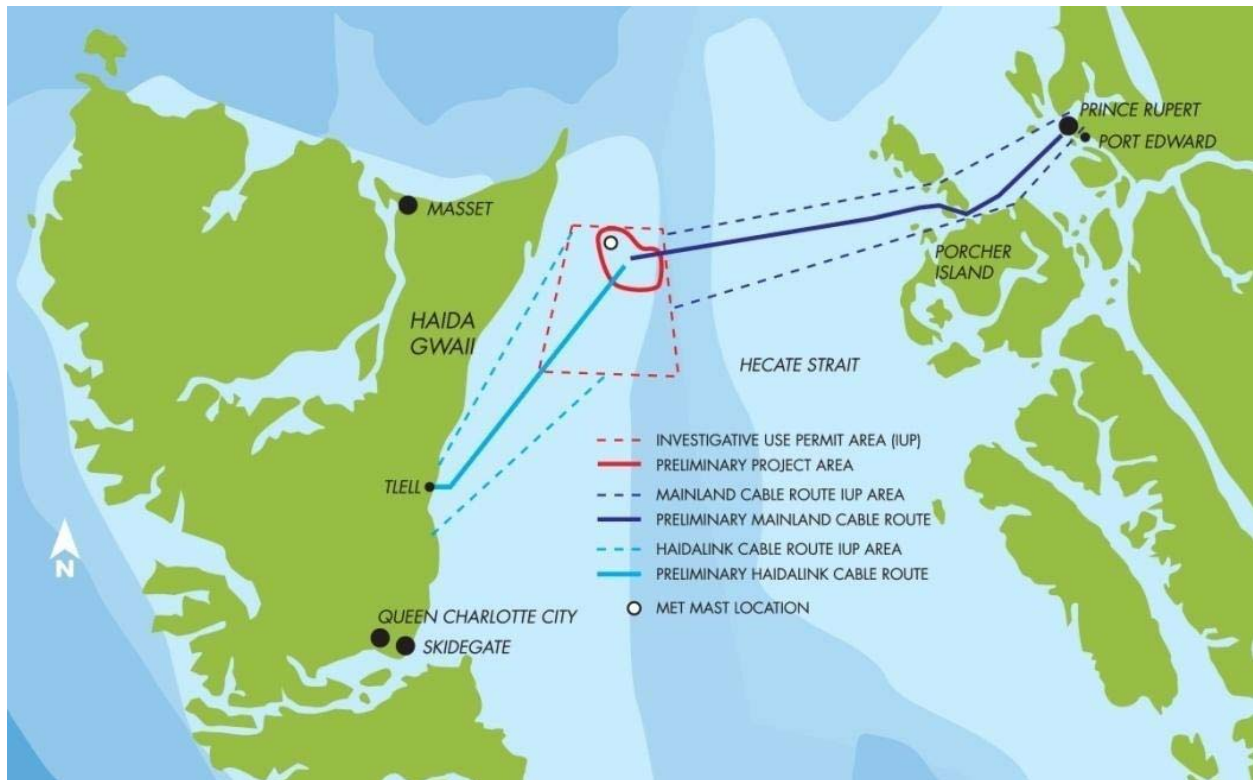 PRINCE RUPERT
PORT EDWARD
MASSET
PORCHER
ISLAND
HAIDA
GWAII
HECATE STRAIT
INVESTIGATIVE USE PERMIT AREA (IUP)
PRELIMINARY PROJECT AREA
MAINLAND CABLE ROUTE IUP AREA
PRELIMINARY MAINLAND CABLE ROUTE
HAIDALINK CABLE ROUTE IUP AREA
PRELIMINARY HAIDALINK CABLE ROUTE
MET MAST LOCATION
TLELL
N
QUEEN CHARLOTTE CITY
SKIDEGATE